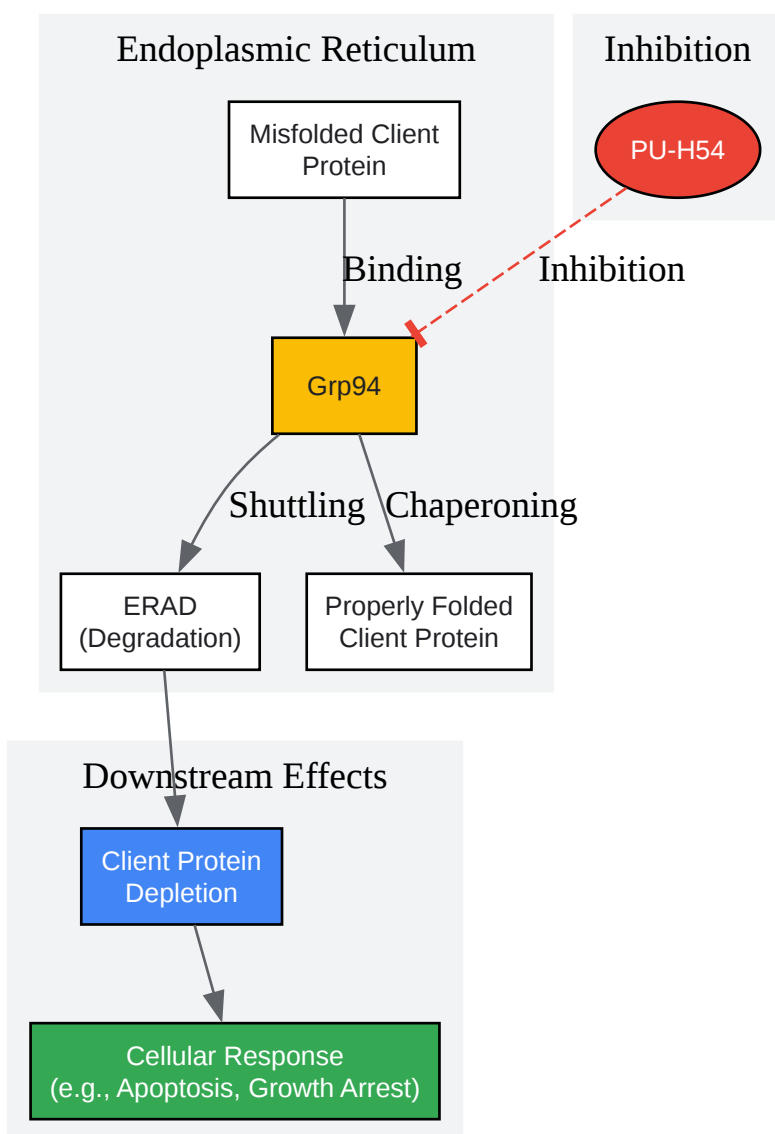 Endoplasmic Reticulum
Inhibition
Misfolded Client
Protein
PU-H54
Binding
Inhibition
Grp94
Shuttling
Chaperoning
ERAD
(Degradation)
Properly Folded
Client Protein
Downstream Effects
Client Protein
Depletion
Cellular Response
(e.g., Apoptosis, Growth Arrest)